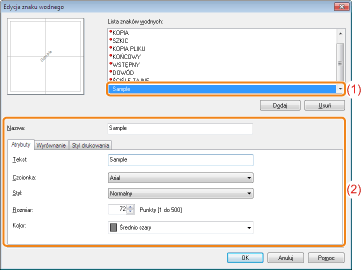 Edycja znaku wodnego
Lista znaków wodnych:
KOPIA
SZKIC
KOPIA PLIKU
KOŃCOWY
WSTĘPNY
DOWÓD
ŚCIŚLE TAJNE
Sample
(1)
Sample
Dodaj
Usuń
Nazwa:
Sample
Atrybuty
Wyrównanie
Styl drukowania
Tekst:
Sample
Czcionka:
Arial
Styl:
Normalny
(2)
Rozmiar:
72
Punkty (1 do 500)
Kolor:
Średnio szary
OK
Anuluj
Pomoc